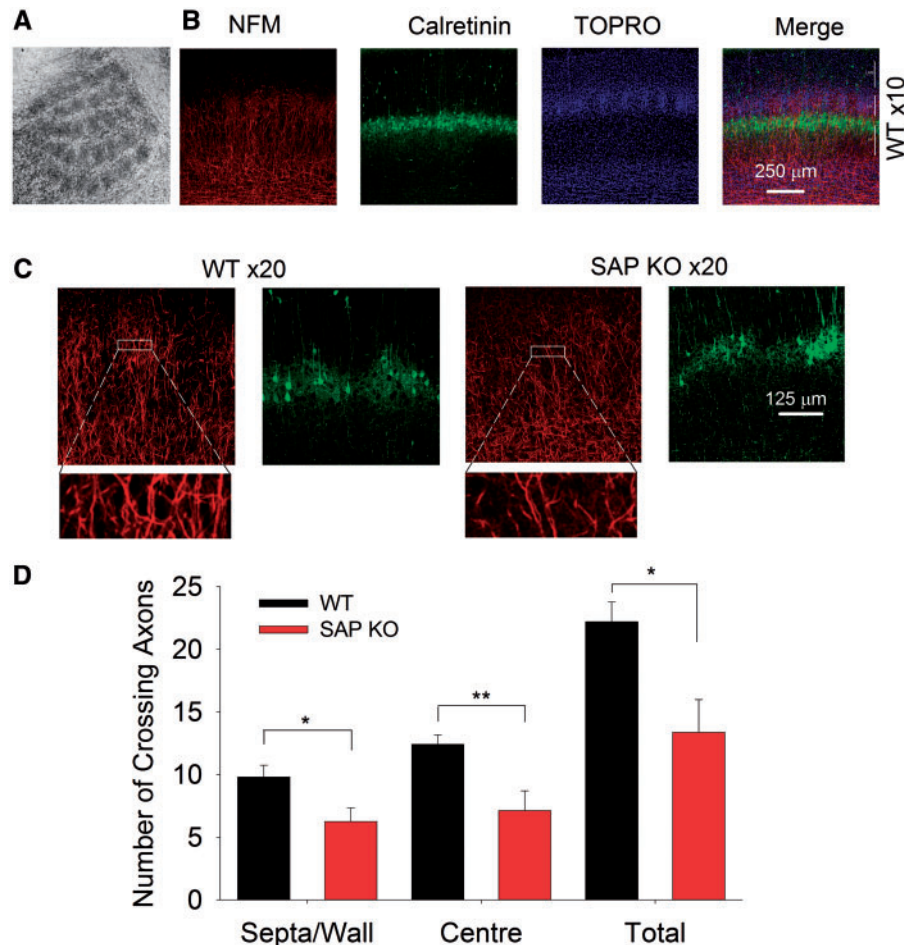 A
B
NFM
Calretinin
TOPRO
Merge
WT x10
250 µm
C
WT x20
SAP KO x20
125 µm
D
Number of Crossing Axons
25
20
15
10
5
0
WT
SAP KO
*
**
*
Septa/Wall
Centre
Total